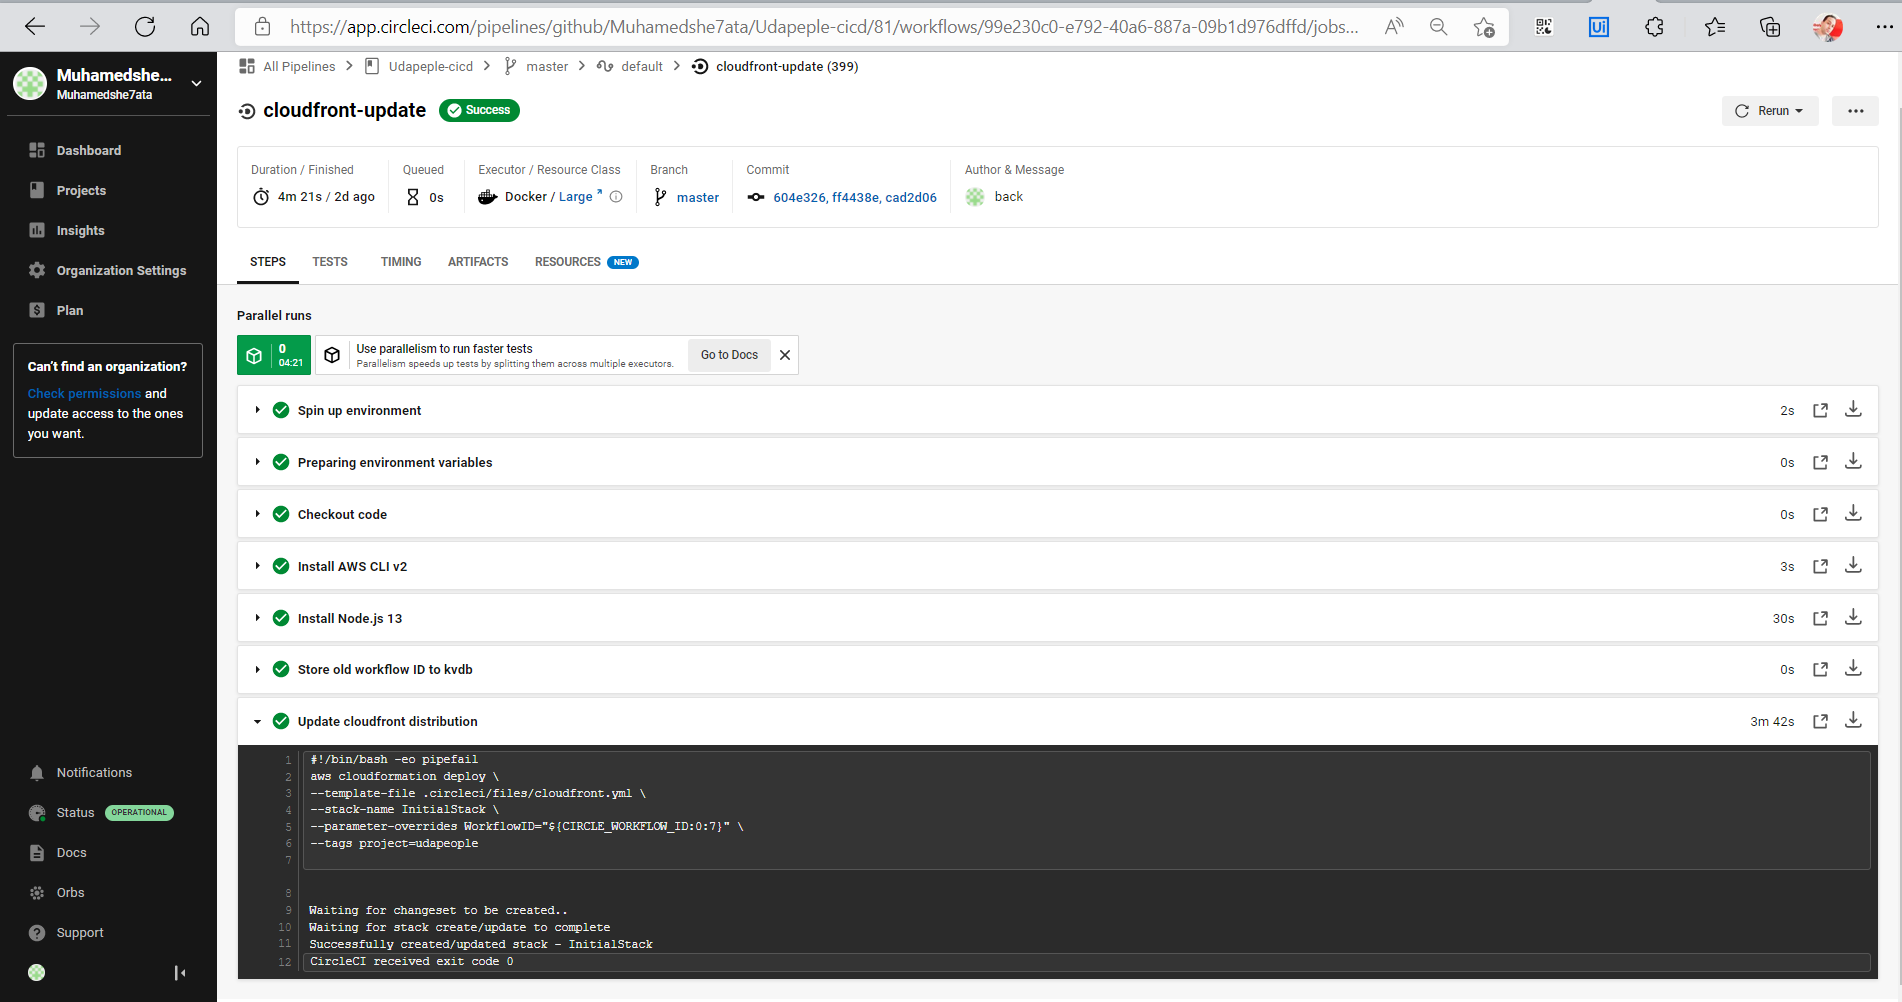 https://app.circleci.com/pipelines/github/Muhamedshe7ata/Udapeple-cicd/81/workflows/99e230c0-e792-40a6-887a-09b1d976dffd/jobs...
Muhamedshe...
Muhamedshe7ata
Dashboard
Projects
Insights
Organization Settings
Plan
Can't find an organization?
Check permissions and
update access to the ones
you want.
Notifications
Status OPERATIONAL
Docs
Orbs
Support
All Pipelines > Udapeple-cicd > master > default > cloudfront-update (399)
cloudfront-update Success
Rerun
Duration / Finished
4m 21s / 2d ago
Queued
0s
Executor / Resource Class
Docker / Large
Branch
master
Commit
604e326, ff4438e, cad2d06
Author & Message
back
STEPS TESTS TIMING ARTIFACTS RESOURCES NEW
Parallel runs
0
04:21
Use parallelism to run faster tests
Parallelism speeds up tests by splitting them across multiple executors.
Go to Docs
Spin up environment 2s
Preparing environment variables 0s
Checkout code 0s
Install AWS CLI v2 3s
Install Node.js 13 30s
Store old workflow ID to kvdb 0s
Update cloudfront distribution 3m 42s
1 #!/bin/bash -eo pipefail
2 aws cloudformation deploy \
3 --template-file .circleci/files/cloudfront.yml \
4 --stack-name InitialStack \
5 --parameter-overrides WorkflowID="${CIRCLE_WORKFLOW_ID:0:7}" \
6 --tags project=udapeople
7
8
9 Waiting for changeset to be created..
10 Waiting for stack create/update to complete
11 Successfully created/updated stack - InitialStack
12 CircleCI received exit code 0